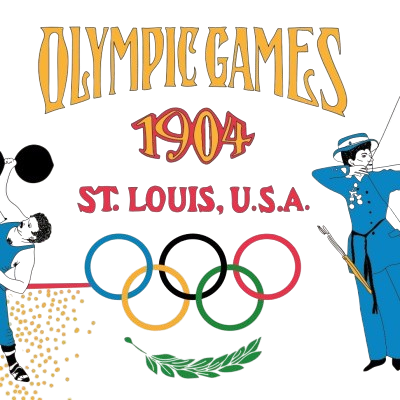 OLYMPIC GAMES
1904
ST. LOUIS, U.S.A.